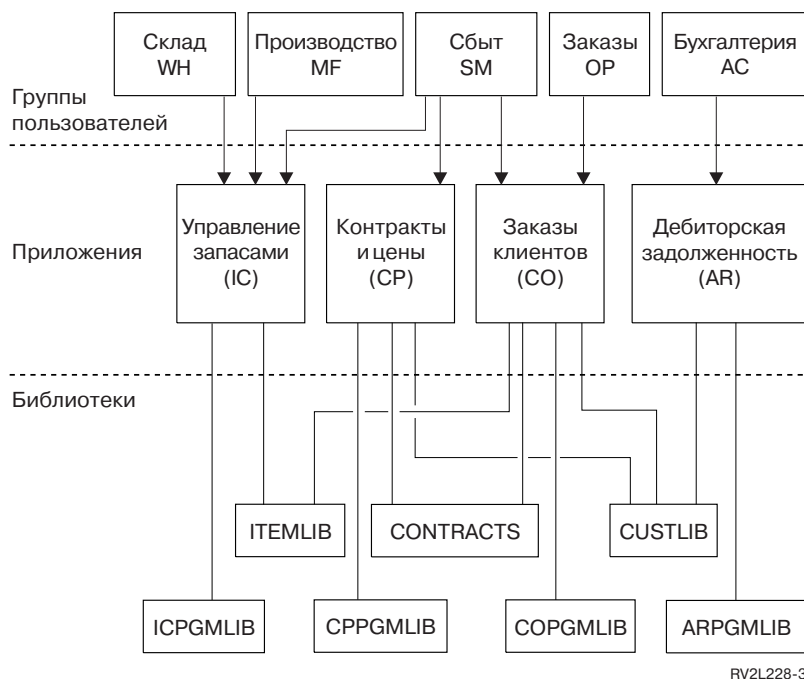 Склад
WH
Производство
MF
Сбыт
SM
Заказы
OP
Бухгалтерия
AC
Группы
пользователей
Приложения
Управление
запасами
(IC)
Контракты
и цены
(CP)
Заказы
клиентов
(CO)
Дебиторская
задолженность
(AR)
Библиотеки
ITEMLIB
CONTRACTS
CUSTLIB
ICPGMLIB
CPPGMLIB
COPGMLIB
ARPGMLIB
RV2L228-3